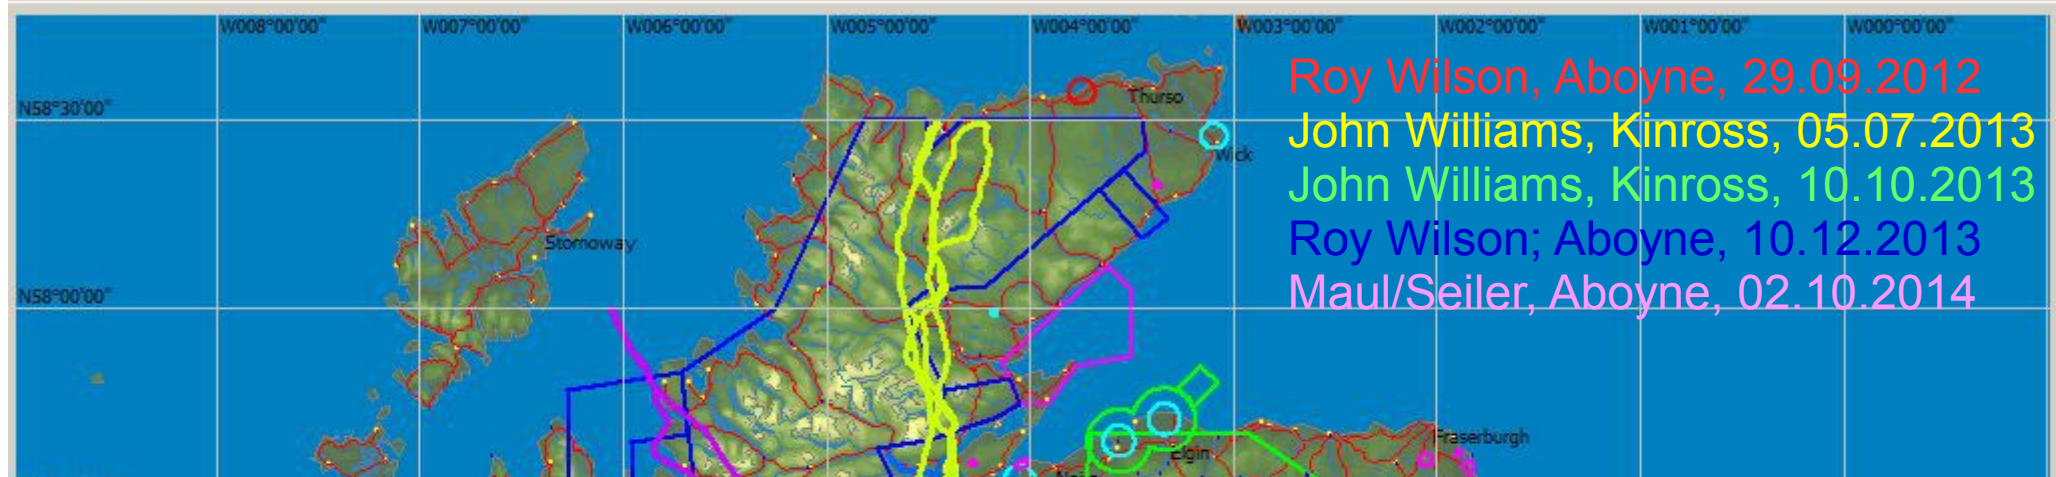 W008°00'00" W007°00'00" W006°00'00" W005°00'00" W004°00'00" W003°00'00" W002°00'00" W001°00'00" W000°00'00"
Roy Wilson, Aboyne, 29.09.2012
N58°30'00" Thurso
John Williams, Kinross, 05.07.2013
Wick
John Williams, Kinross, 10.10.2013
Stornoway
Roy Wilson; Aboyne, 10.12.2013
N58°00'00"
Maul/Seiler, Aboyne, 02.10.2014
Fraserburgh
Elgin